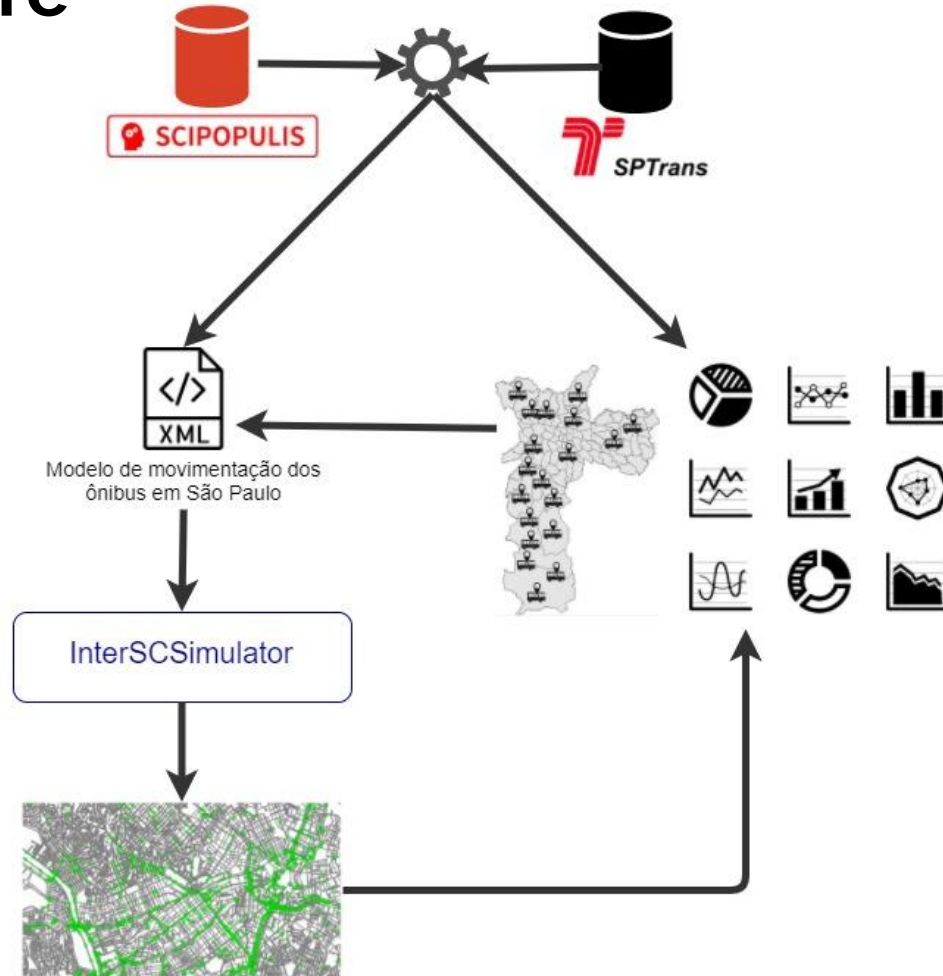 SCIPOPULIS
SPTrans
</>
XML
Modelo de movimentação dos
ônibus em São Paulo
InterSCSimulator